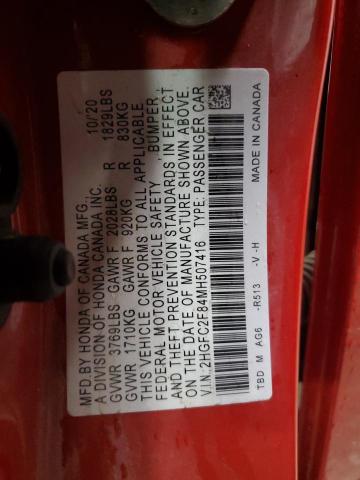 MFD.BY HONDA OF CANADA MFG., 10/20
A DIVISION OF HONDA CANADA INC.
GVWR 3769LBS GAWR F 2028LBS R 1829LBS
GVWR 1710KG GAWR F 920KG R 830KG
THIS VEHICLE CONFORMS TO ALL APPLICABLE
FEDERAL MOTOR VEHICLE SAFETY, BUMPER,
AND THEFT PREVENTION STANDARDS IN EFFECT
ON THE DATE OF MANUFACTURE SHOWN ABOVE.
V.I.N.:2HGFC2F84MH507416 TYPE: PASSENGER CAR
TBD M AG6 -R513 -V-H MADE IN CANADA